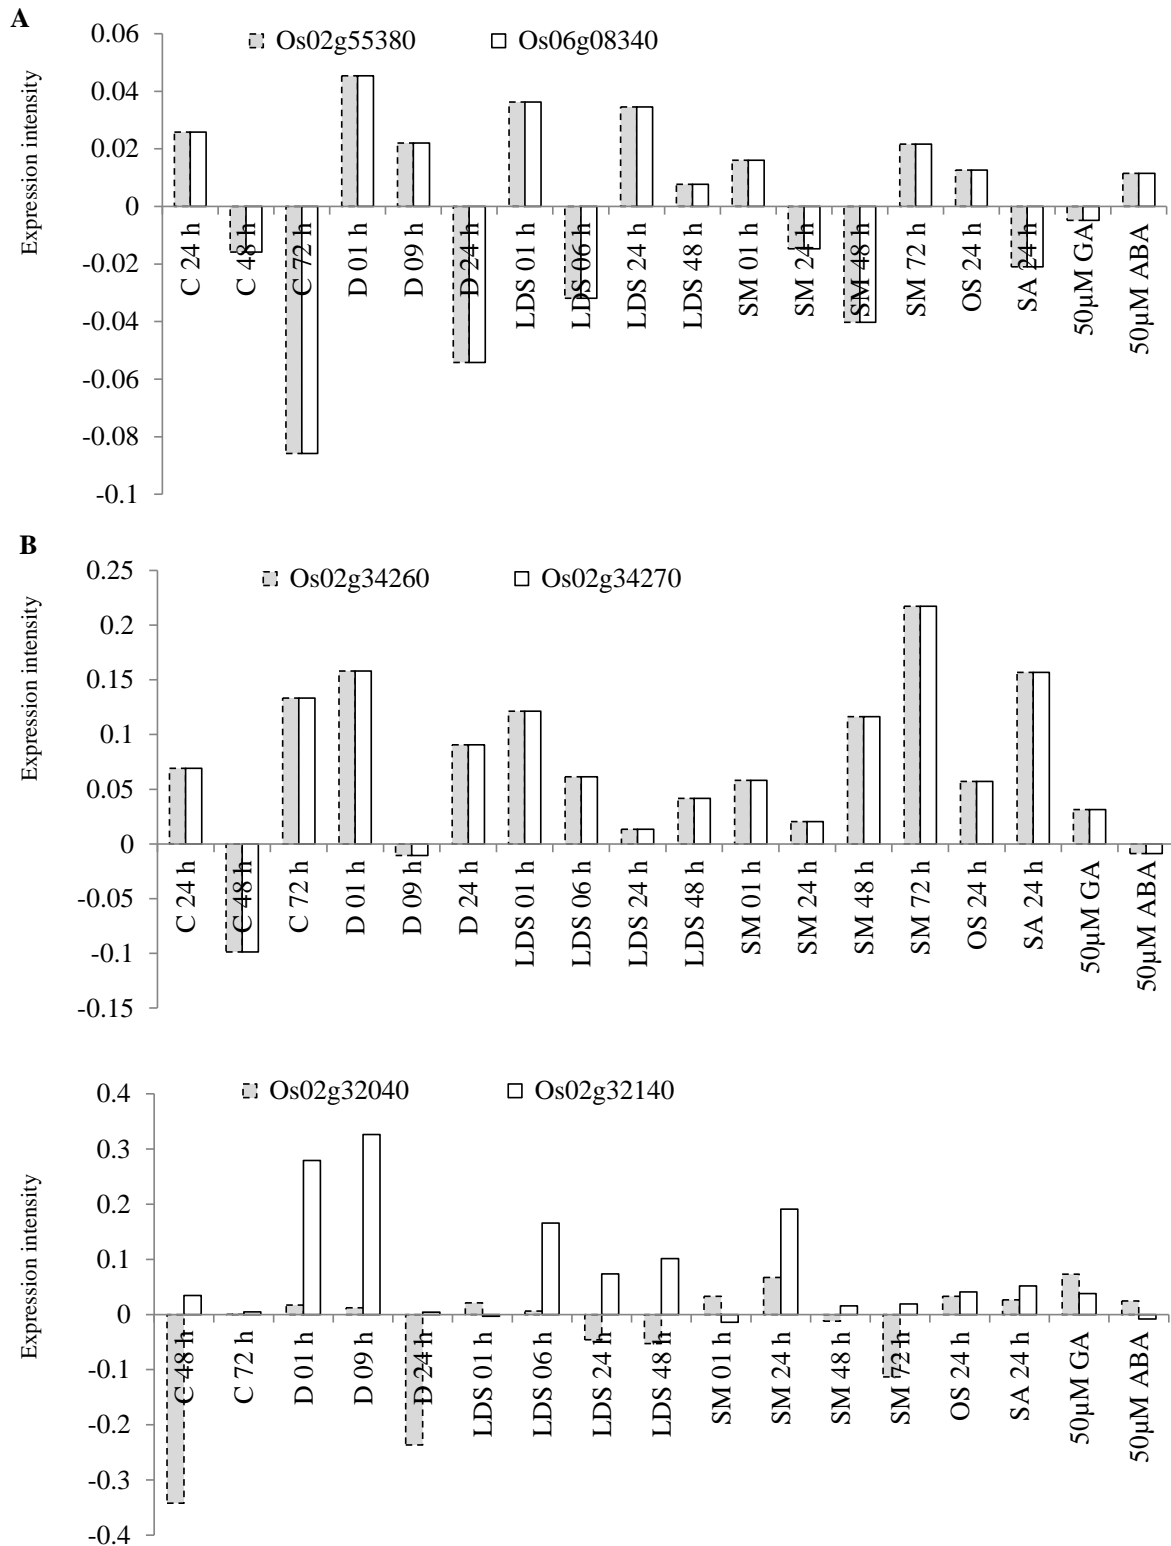 A
Os02g55380 Os06g08340
Expression intensity
0.06
0.04
0.02
0
-0.02
-0.04
-0.06
-0.08
-0.1
C 24 h
C 48 h
C 72 h
D 01 h
D 09 h
D 24 h
LDS 01 h
LDS 06 h
LDS 24 h
LDS 48 h
SM 01 h
SM 24 h
SM 48 h
SM 72 h
OS 24 h
SA 24 h
50µM GA
50µM ABA
B
Os02g34260 Os02g34270
Expression intensity
0.25
0.2
0.15
0.1
0.05
0
-0.05
-0.1
-0.15
C 24 h
C 48 h
C 72 h
D 01 h
D 09 h
D 24 h
LDS 01 h
LDS 06 h
LDS 24 h
LDS 48 h
SM 01 h
SM 24 h
SM 48 h
SM 72 h
OS 24 h
SA 24 h
50µM GA
50µM ABA
Os02g32040 Os02g32140
Expression intensity
0.4
0.3
0.2
0.1
0
-0.1
-0.2
-0.3
-0.4
C 48 h
C 72 h
D 01 h
D 09 h
D 24 h
LDS 01 h
LDS 06 h
LDS 24 h
LDS 48 h
SM 01 h
SM 24 h
SM 48 h
SM 72 h
OS 24 h
SA 24 h
50µM GA
50µM ABA